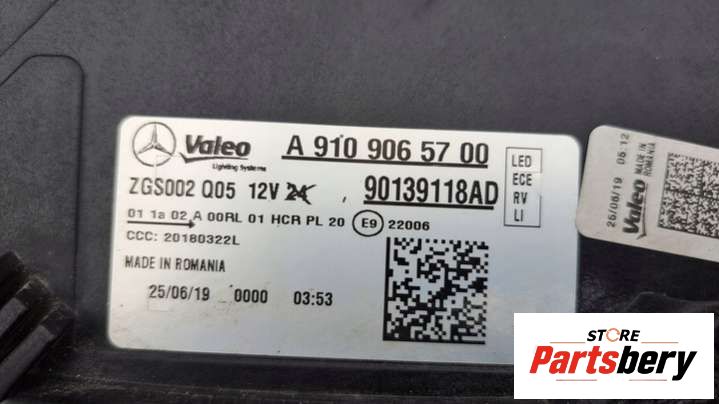 Valeo
Lighting Systems
A 910 906 57 00
ZGS002 Q05 12V 24
90139118AD
LED
ECE
RV
LI
01 1a 02 A 00RL 01 HCR PL 20 E9 22006
CCC: 20180322L
MADE IN ROMANIA
25/06/19 0000 03:53
25/06/19 05:12
Valeo
MADE IN
ROMANIA
STORE
Partsbery